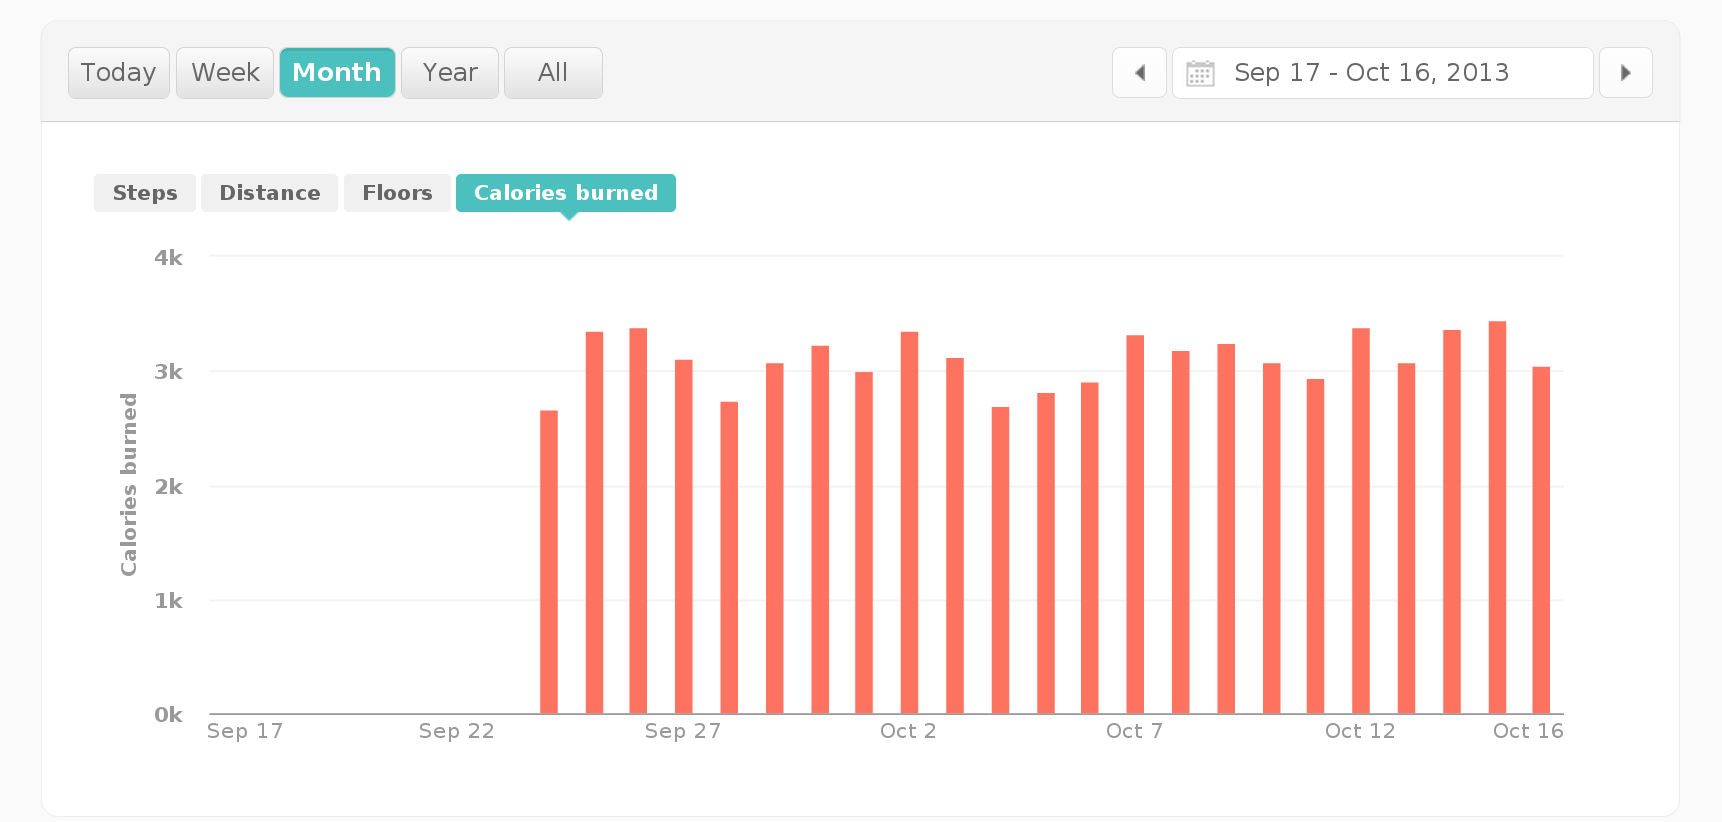 Today Week Month Year All Sep 17 - Oct 16, 2013
Steps Distance Floors Calories burned
4k
3k
2k
1k
0k
Calories burned
Sep 17 Sep 22 Sep 27 Oct 2 Oct 7 Oct 12 Oct 16